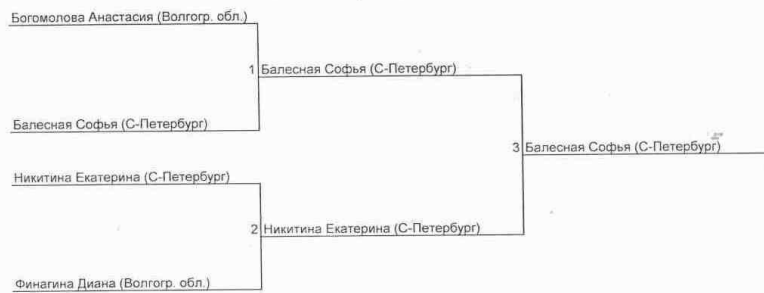 Богомолова Анастасия (Волгогр. обл.)
1 Балесная Софья (С-Петербург)
Балесная Софья (С-Петербург)
3 Балесная Софья (С-Петербург)
Никитина Екатерина (С-Петербург)
2 Никитина Екатерина (С-Петербург)
Финагина Диана (Волгогр. обл.)